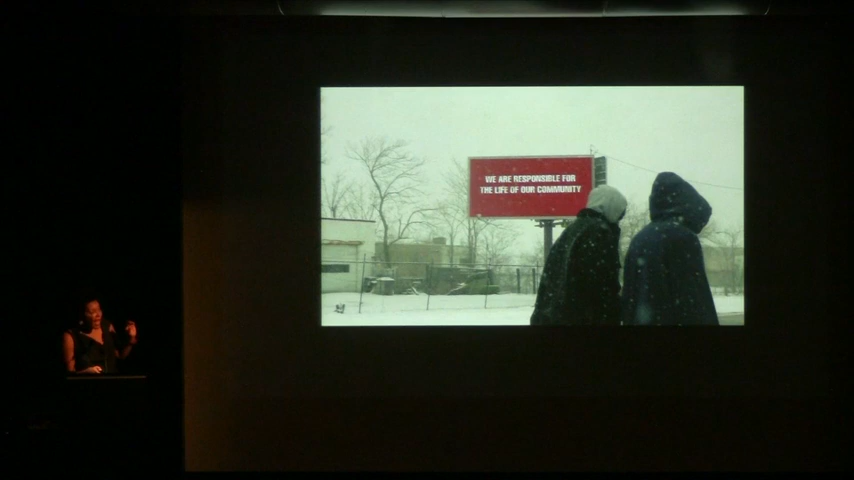 WE ARE RESPONSIBLE FOR
THE LIFE OF OUR COMMUNITY